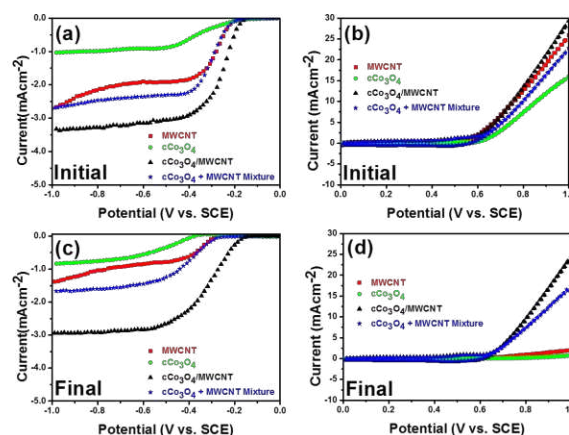 (a)
Current(mAcm-2)
0.0
-1.0
-2.0
-3.0
-4.0
-5.0
MWCNT
cCo3O4
cCo3O4/MWCNT
cCo3O4 + MWCNT Mixture
Initial
-1.0 -0.8 -0.6 -0.4 -0.2 0.0
Potential (V vs. SCE)
(b)
Current (mAcm-2)
30
25
20
15
10
5
0
-5
MWCNT
cCo3O4
cCo3O4/MWCNT
cCo3O4 + MWCNT Mixture
Initial
0.0 0.2 0.4 0.6 0.8
Potential (V vs. SCE)
(c)
Current(mAcm-2)
0.0
-1.0
-2.0
-3.0
-4.0
-5.0
MWCNT
cCo3O4
cCo3O4/MWCNT
cCo3O4 + MWCNT Mixture
Final
-1.0 -0.8 -0.6 -0.4 -0.2 0.0
Potential (V vs. SCE)
(d)
Current (mAcm-2)
30
25
20
15
10
5
0
-5
MWCNT
cCo3O4
cCo3O4/MWCNT
cCo3O4 + MWCNT Mixture
Final
0.0 0.2 0.4 0.6 0.8
Potential (V vs. SCE)